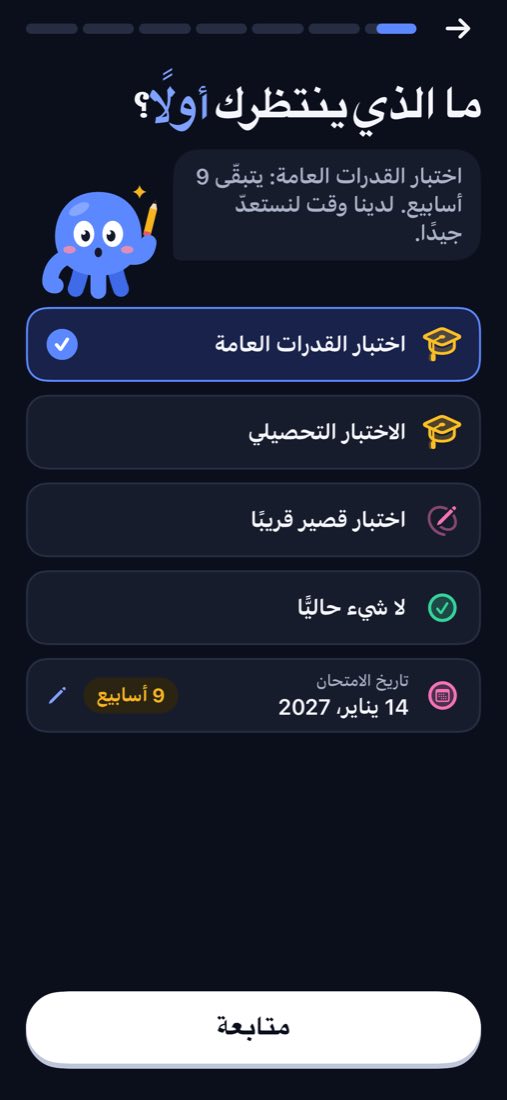 ما الذي ينتظرك أولًا؟
اختبار القدرات العامة: يتبقّى 9
أسابيع. لدينا وقت لنستعدّ
جيدًا.
اختبار القدرات العامة
الاختبار التحصيلي
اختبار قصير قريبًا
لا شيء حاليًّا
تاريخ الامتحان
14 يناير، 2027
9 أسابيع
متابعة